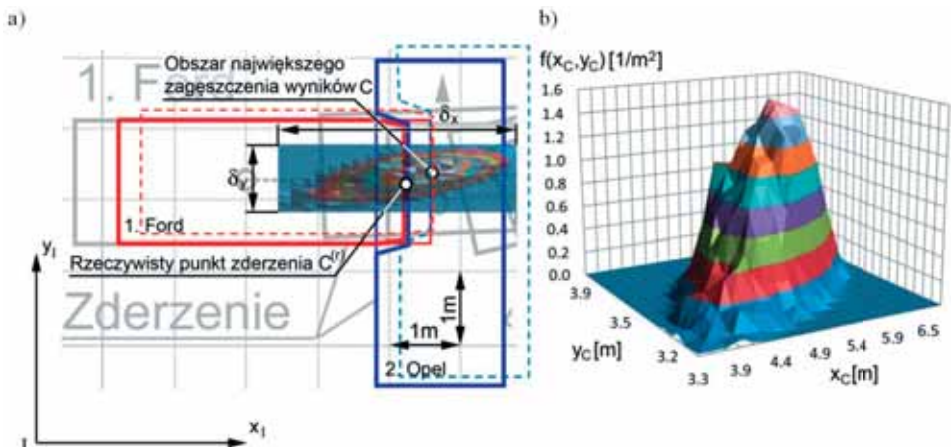 a)
1. Ford
Obszar największego
zagęszczenia wyników C
δx
δy
1. Ford
Rzeczywisty punkt zderzenia C(r)
Zderzenie
1m
1m
2. Opel
yI
xI
b)
f(xC,yC) [1/m²]
1.6
1.4
1.2
1.0
0.8
0.6
0.4
0.2
0.0
3.9
3.5
3.2
yC[m]
3.3
3.9
4.4
4.9
5.4
5.9
6.5
xC[m]